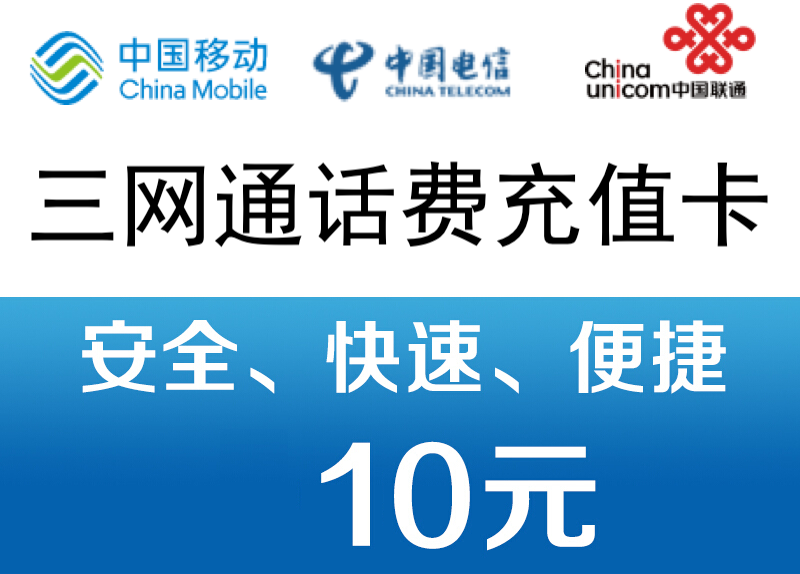 中国移动
China Mobile
中国电信
CHINA TELECOM
China
unicom中国联通
三网通话费充值卡
安全、快速、便捷
10元